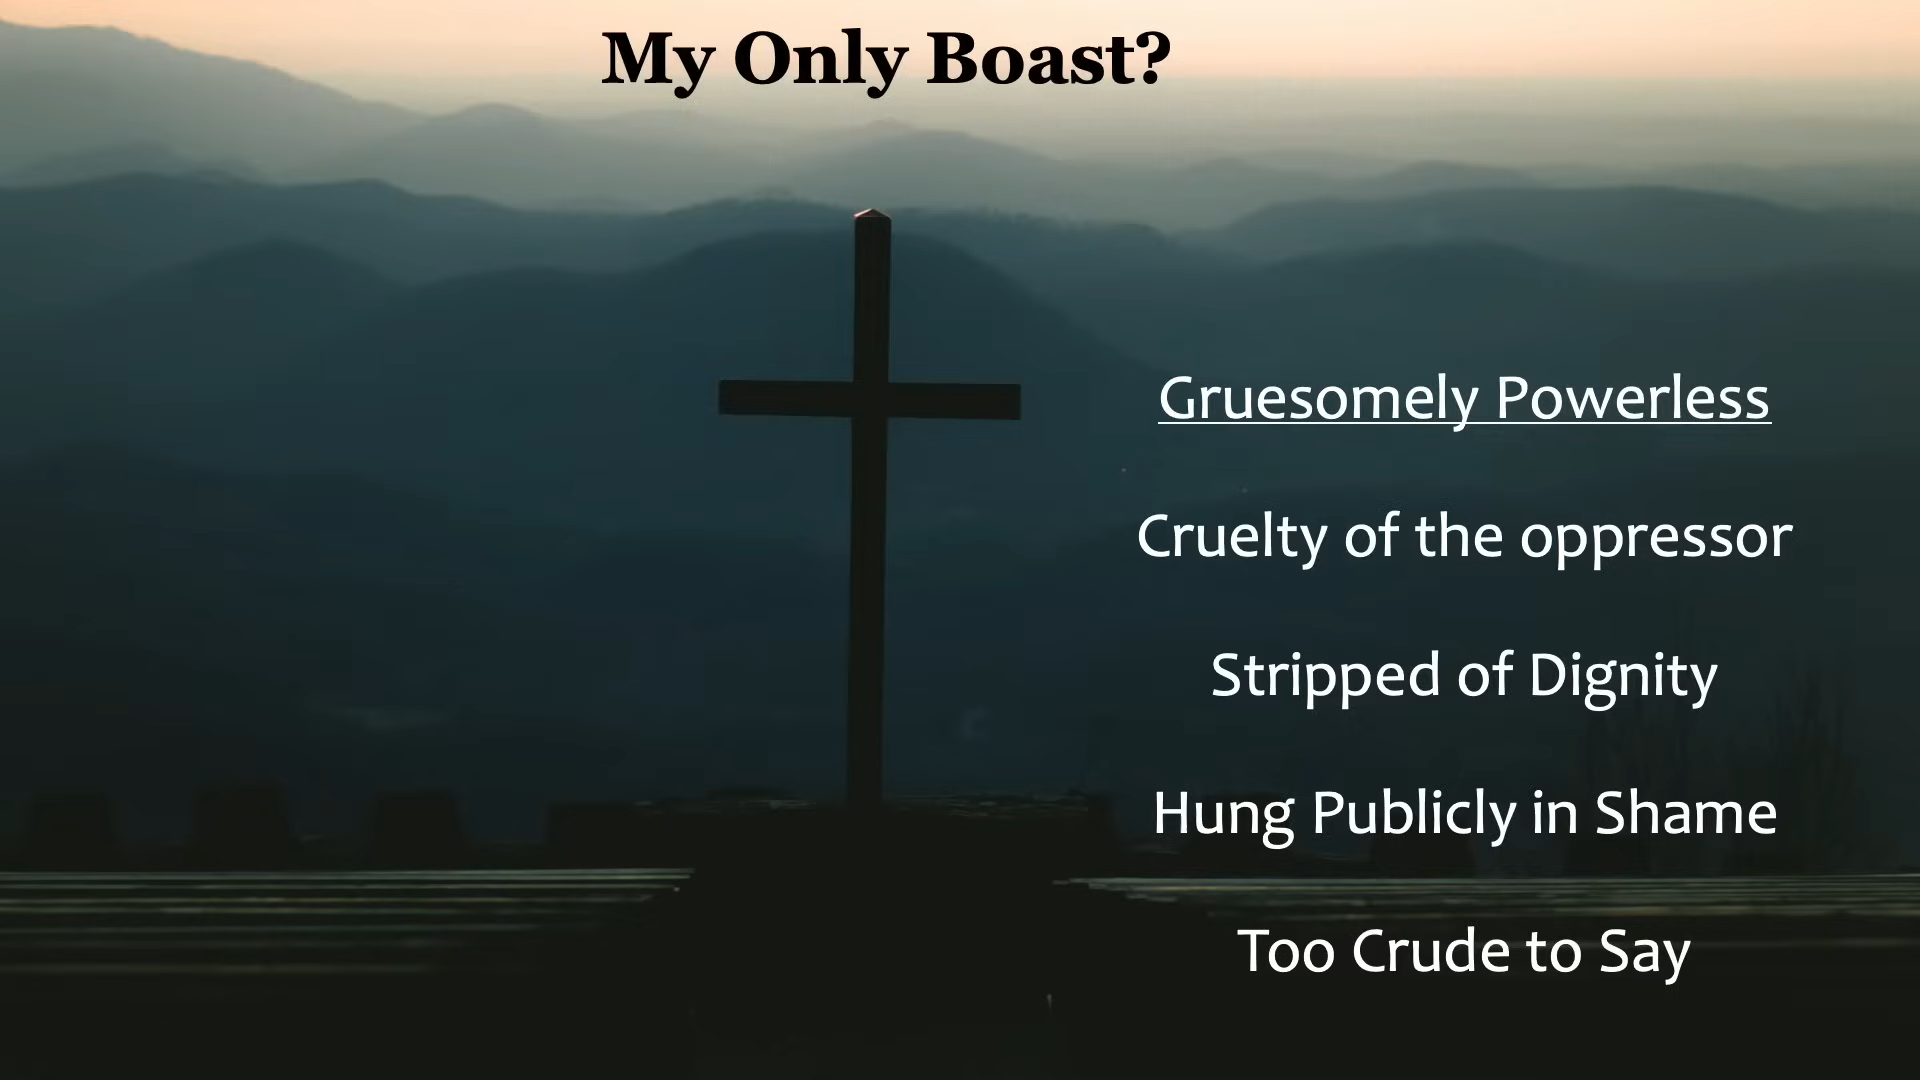 My Only Boast?
Gruesomely Powerless
Cruelty of the oppressor
Stripped of Dignity
Hung Publicly in Shame
Too Crude to Say